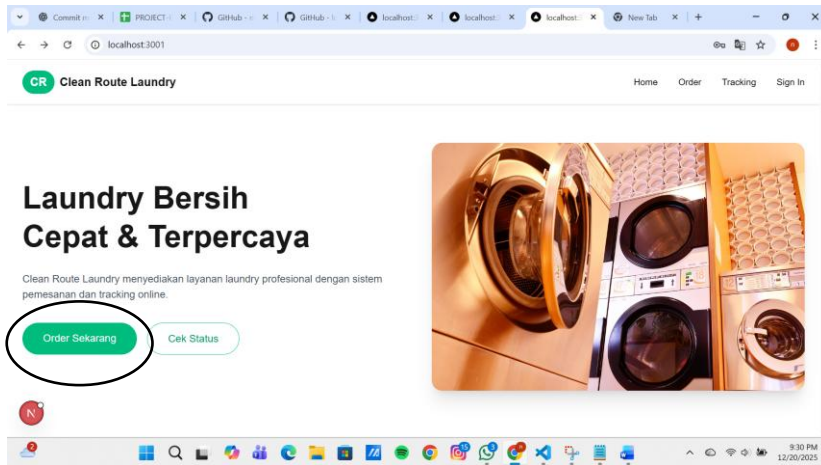 Commit m
PROJECT-
GitHub -
GitHub -
localhost:
localhost:
localhost:
New Tab
localhost:3001
CR Clean Route Laundry
Home Order Tracking Sign In
Laundry Bersih
Cepat & Terpercaya
Clean Route Laundry menyediakan layanan laundry profesional dengan sistem
pemesanan dan tracking online.
Order Sekarang Cek Status
N
9:30 PM
12/20/2025